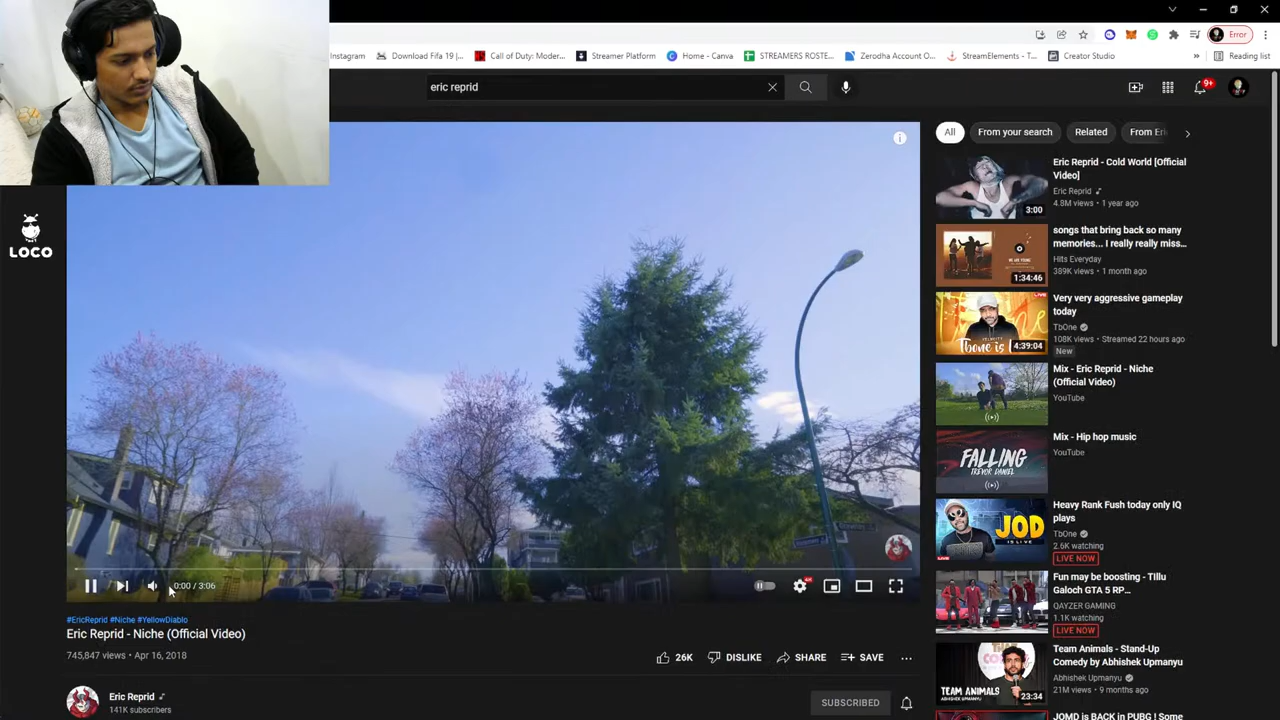 Error
Instagram
Download Fifa 19 |...
Call of Duty: Moder...
Streamer Platform
Home - Canva
STREAMERS ROSTE...
Zerodha Account O...
StreamElements - T...
Creator Studio
»
Reading list
eric reprid
9+
LOCO
All
From your search
Related
From Eri
Eric Reprid - Cold World [Official
Video]
Eric Reprid
4.8M views • 1 year ago
3:00
songs that bring back so many
memories... I really really miss...
Hits Everyday
389K views • 1 month ago
1:34:46
Very very aggressive gameplay
today
TbOne
108K views • Streamed 22 hours ago
New
Tbone is
4:39:04
Mix - Eric Reprid - Niche
(Official Video)
YouTube
Mix - Hip hop music
YouTube
FALLING
TREVOR DANIEL
Heavy Rank Fush today only IQ
plays
TbOne
2.6K watching
LIVE NOW
JOD
IS LIVE
Fun may be boosting - TIllu
Galoch GTA 5 RP...
QAYZER GAMING
1.1K watching
LIVE NOW
Team Animals - Stand-Up
Comedy by Abhishek Upmanyu
Abhishek Upmanyu
21M views • 9 months ago
TEAM ANIMALS
23:34
JOMD is BACK in PUBG ! Some
0:00 / 3:06
#EricReprid #Niche #YellowDiablo
Eric Reprid - Niche (Official Video)
745,847 views • Apr 16, 2018
26K
DISLIKE
SHARE
SAVE
Eric Reprid
141K subscribers
SUBSCRIBED